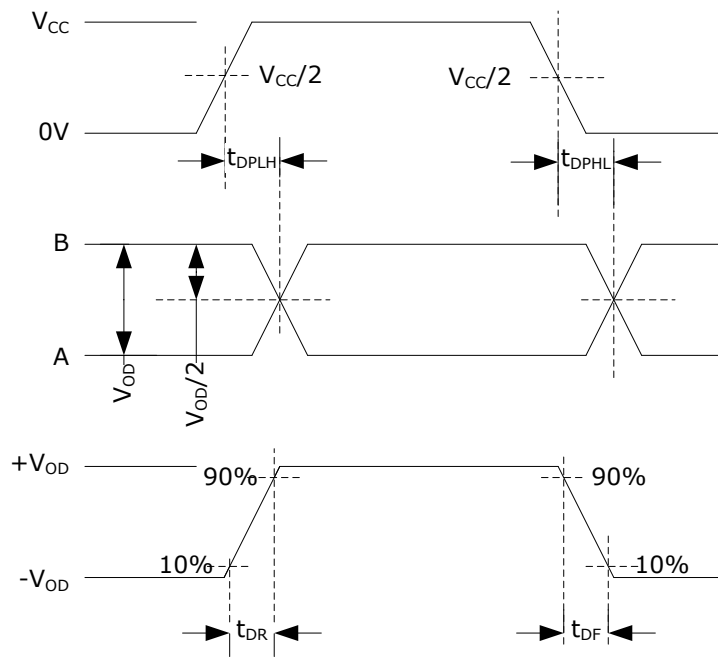 VCC
VCC/2
VCC/2
0V
tDPLH
tDPHL
B
A
VOD
VOD/2
+VOD
90%
90%
10%
10%
-VOD
tDR
tDF